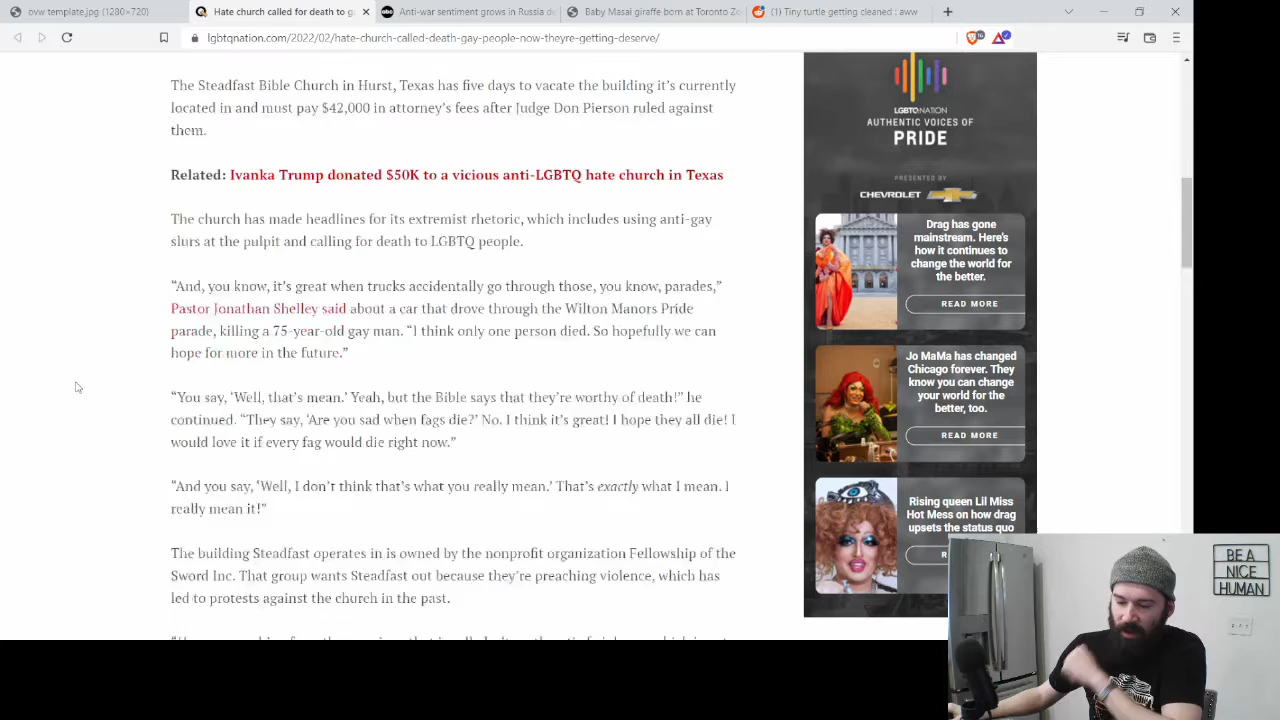 ovw template.jpg (1280×720)
Hate church called for death to g
Anti-war sentiment grows in Russia d
Baby Masai giraffe born at Toronto Zo
(1) Tiny turtle getting cleaned : aww
lgbtqnation.com/2022/02/hate-church-called-death-gay-people-now-theyre-getting-deserve/
The Steadfast Bible Church in Hurst, Texas has five days to vacate the building it's currently
located in and must pay $42,000 in attorney's fees after Judge Don Pierson ruled against
them.
Related: Ivanka Trump donated $50K to a vicious anti-LGBTQ hate church in Texas
The church has made headlines for its extremist rhetoric, which includes using anti-gay
slurs at the pulpit and calling for death to LGBTQ people.
“And, you know, it's great when trucks accidentally go through those, you know, parades,”
Pastor Jonathan Shelley said about a car that drove through the Wilton Manors Pride
parade, killing a 75-year-old gay man. “I think only one person died. So hopefully we can
hope for more in the future.”
“You say, ‘Well, that's mean.’ Yeah, but the Bible says that they're worthy of death!” he
continued. “They say, ‘Are you sad when fags die?’ No. I think it's great! I hope they all die! I
would love it if every fag would die right now.”
“And you say, ‘Well, I don't think that's what you really mean.’ That's exactly what I mean. I
really mean it!”
The building Steadfast operates in is owned by the nonprofit organization Fellowship of the
Sword Inc. That group wants Steadfast out because they're preaching violence, which has
led to protests against the church in the past.
LGBTQNATION
AUTHENTIC VOICES OF
PRIDE
PRESENTED BY
CHEVROLET
Drag has gone
mainstream. Here's
how it continues to
change the world for
the better.
READ MORE
Jo MaMa has changed
Chicago forever. They
know you can change
your world for the
better, too.
READ MORE
Rising queen Lil Miss
Hot Mess on how drag
upsets the status quo
BE A
NICE
HUMAN